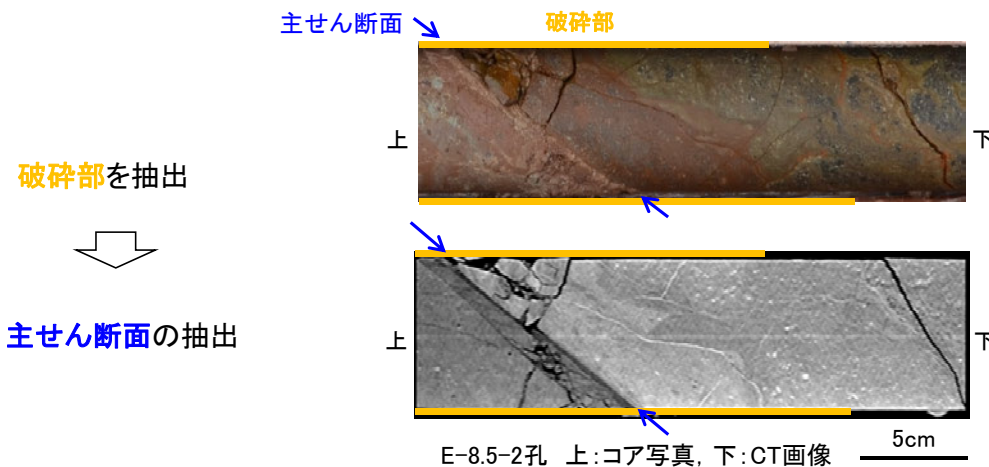 主せん断面
破砕部
上
下
破砕部を抽出
主せん断面の抽出
上
下
E-8.5-2孔 上:コア写真, 下:CT画像
5cm